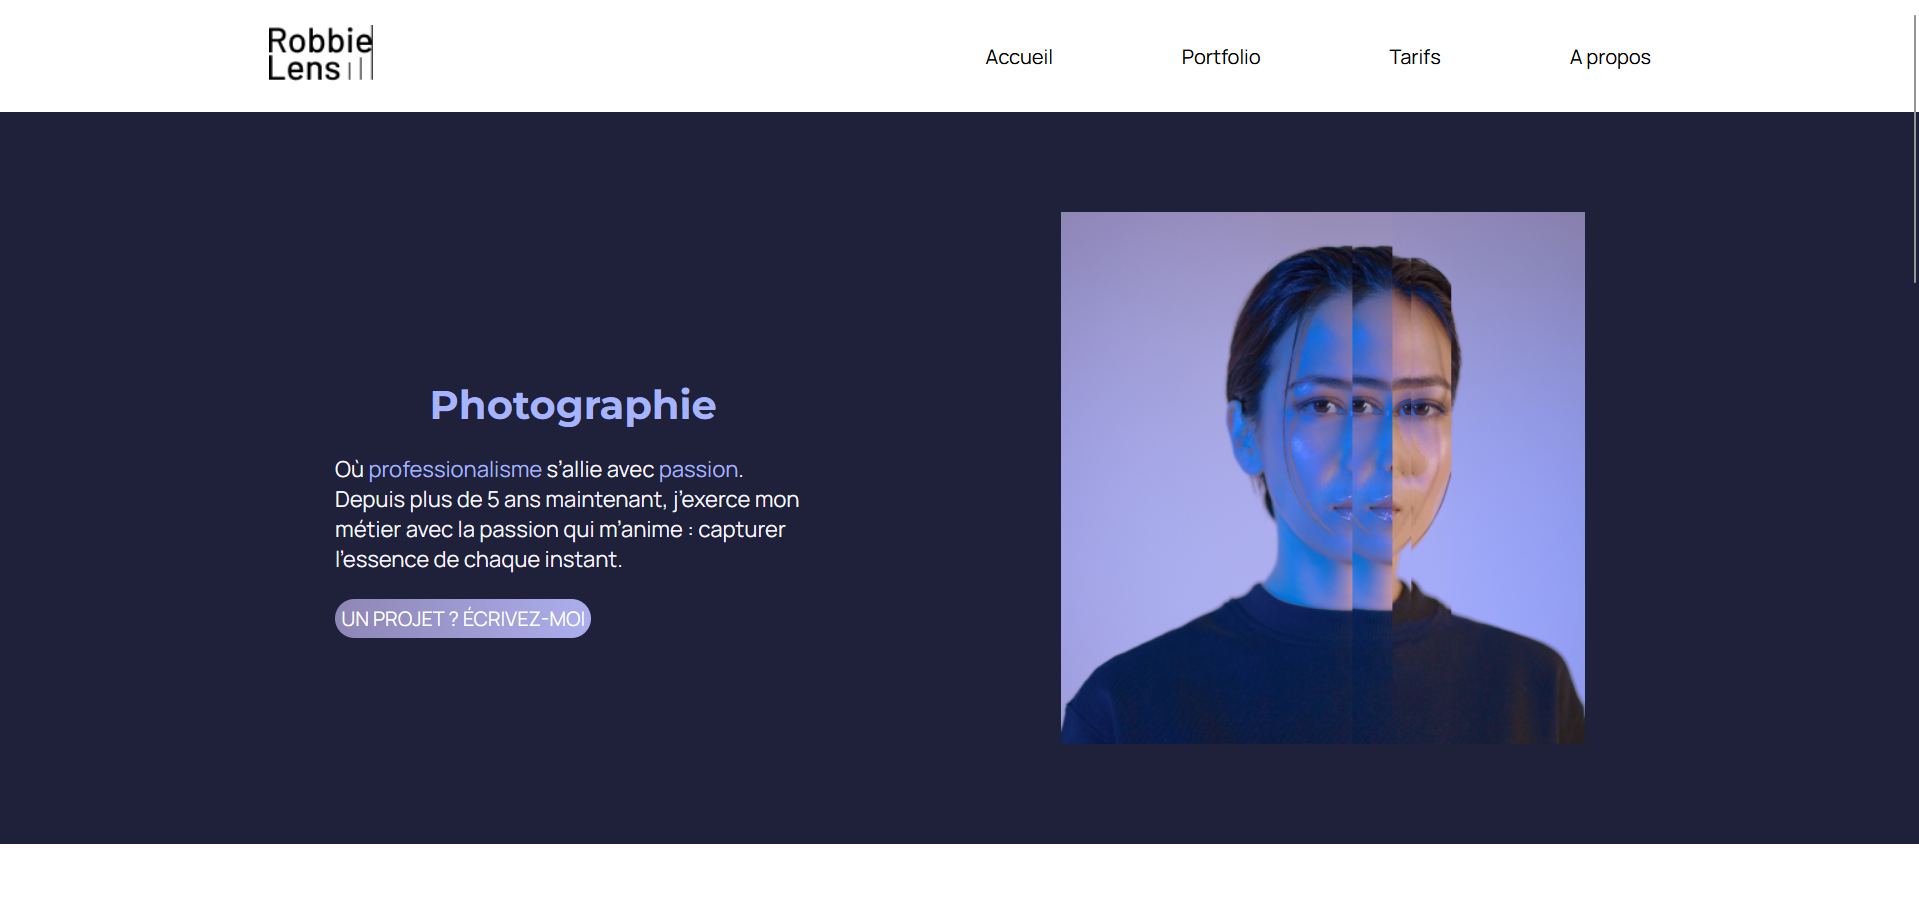 Robbie
Lens
Accueil Portfolio Tarifs A propos
Photographie
Où professionalisme s’allie avec passion.
Depuis plus de 5 ans maintenant, j’exerce mon
métier avec la passion qui m’anime : capturer
l’essence de chaque instant.
UN PROJET ? ÉCRIVEZ-MOI